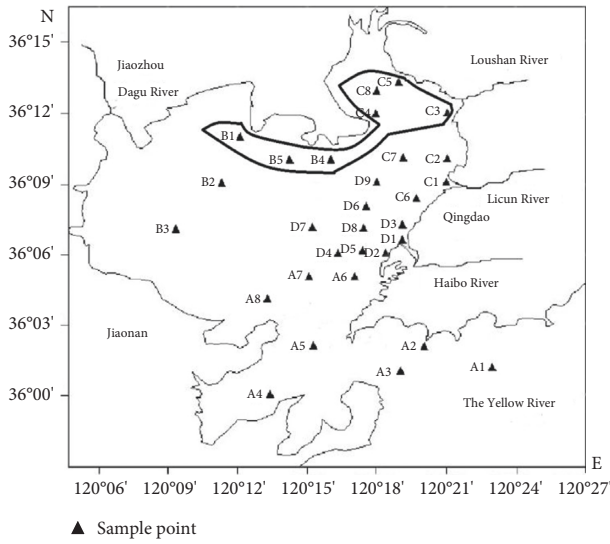 N
36°15'
Jiaozhou
Loushan River
Dagu River
C5
C8
36°12'
C4
C3
B1
B5
B4
C7
C2
36°09'
B2
D9
C1
C6
Licun River
D6
Qingdao
B3
D7
D8
D3
D1
36°06'
D4
D5
D2
A7
A6
Haibo River
A8
36°03'
Jiaonan
A5
A2
A3
A1
36°00'
A4
The Yellow River
E
120°06' 120°09' 120°12' 120°15' 120°18' 120°21' 120°24' 120°27'
Sample point